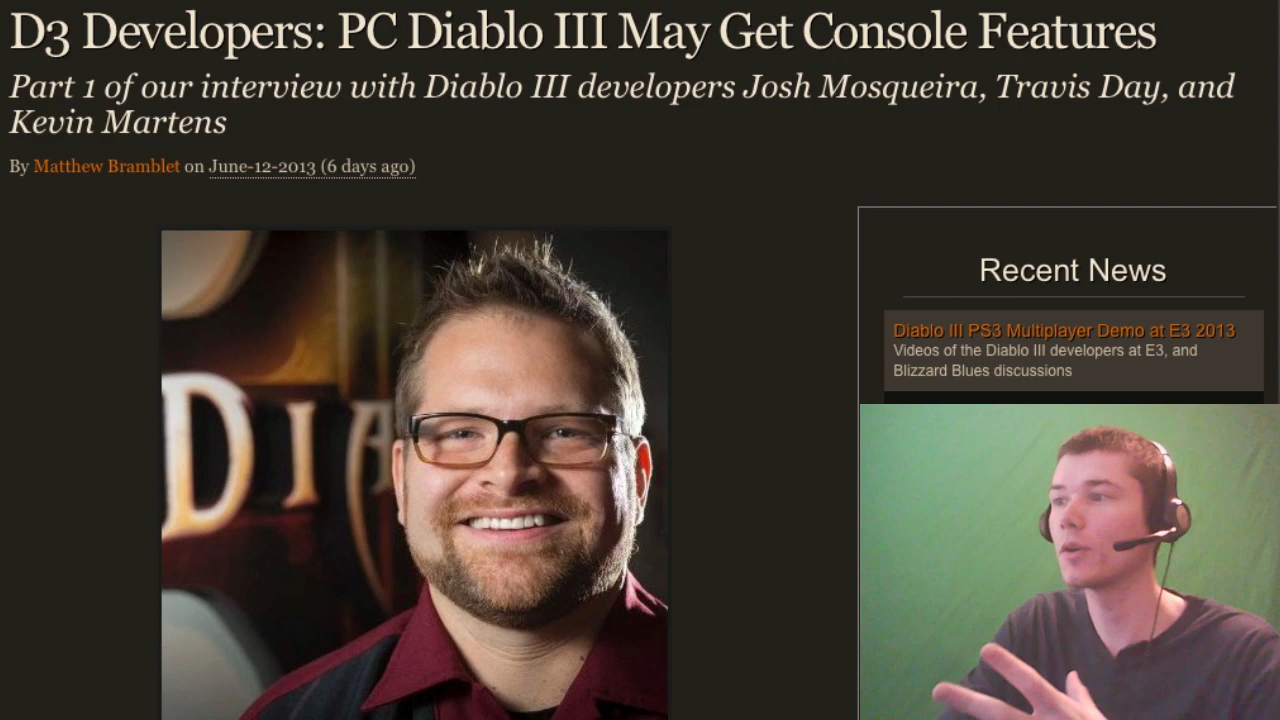 D3 Developers: PC Diablo III May Get Console Features
Part 1 of our interview with Diablo III developers Josh Mosqueira, Travis Day, and
Kevin Martens
By Matthew Bramblet on June-12-2013 (6 days ago)
DIA
Recent News
Diablo III PS3 Multiplayer Demo at E3 2013
Videos of the Diablo III developers at E3, and
Blizzard Blues discussions